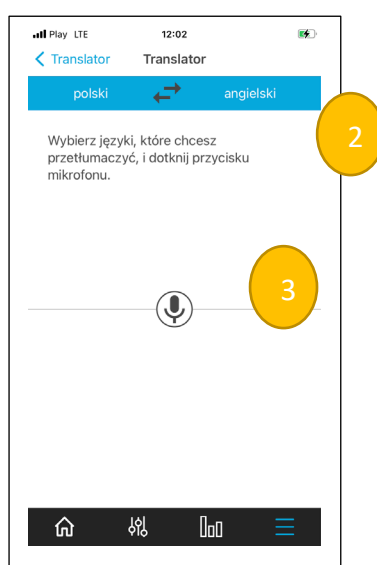 Play LTE 12:02
Translator Translator
polski angielski
2
Wybierz języki, które chcesz
przetłumaczyć, i dotknij przycisku
mikrofonu.
3